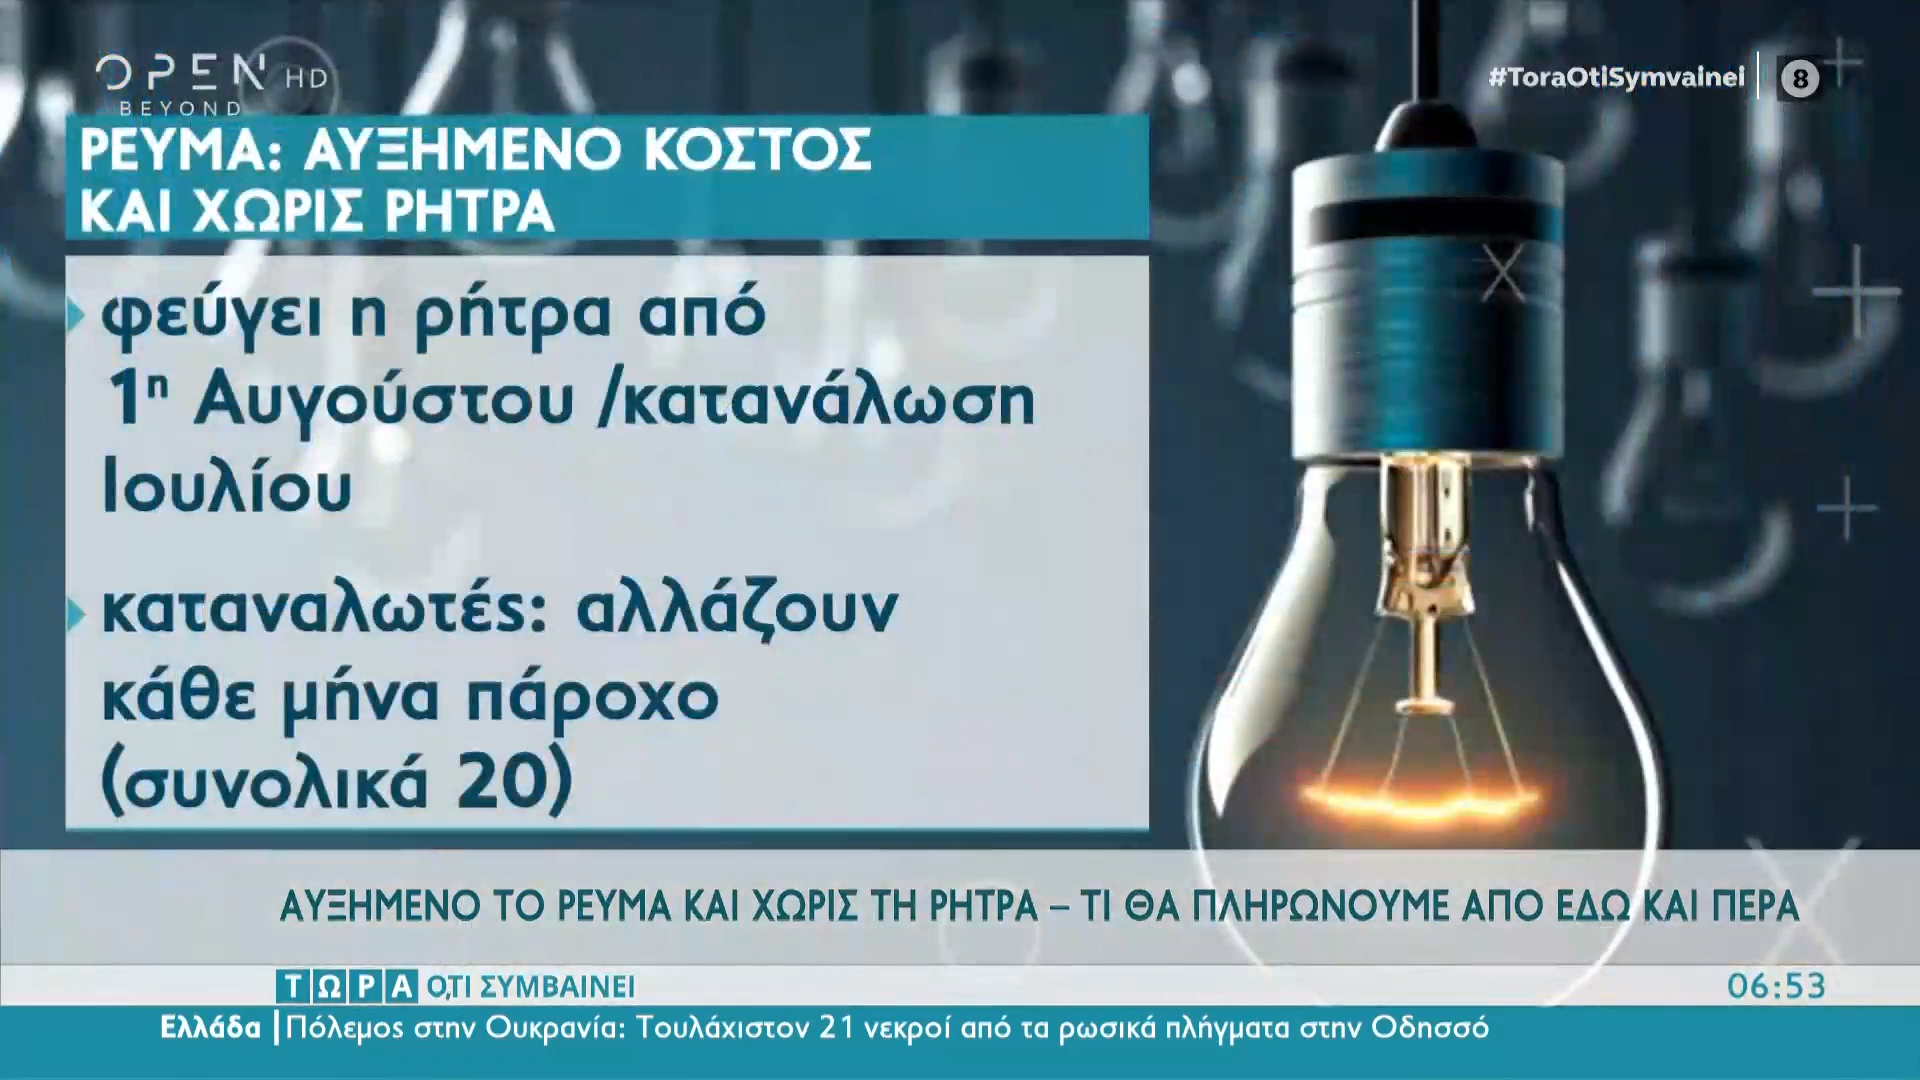 OPEN HD
BEYOND
#ToraOtiSymvainei
8
ΡΕΥΜΑ: ΑΥΞΗΜΕΝΟ ΚΟΣΤΟΣ
ΚΑΙ ΧΩΡΙΣ ΡΗΤΡΑ
φεύγει η ρήτρα από
1η Αυγούστου /κατανάλωση
Ιουλίου
καταναλωτές: αλλάζουν
κάθε μήνα πάροχο
(συνολικά 20)
ΑΥΞΗΜΕΝΟ ΤΟ ΡΕΥΜΑ ΚΑΙ ΧΩΡΙΣ ΤΗ ΡΗΤΡΑ – ΤΙ ΘΑ ΠΛΗΡΩΝΟΥΜΕ ΑΠΟ ΕΔΩ ΚΑΙ ΠΕΡΑ
ΤΩΡΑ Ο,ΤΙ ΣΥΜΒΑΙΝΕΙ
06:53
Ελλάδα | Πόλεμος στην Ουκρανία: Τουλάχιστον 21 νεκροί από τα ρωσικά πλήγματα στην Οδησσό